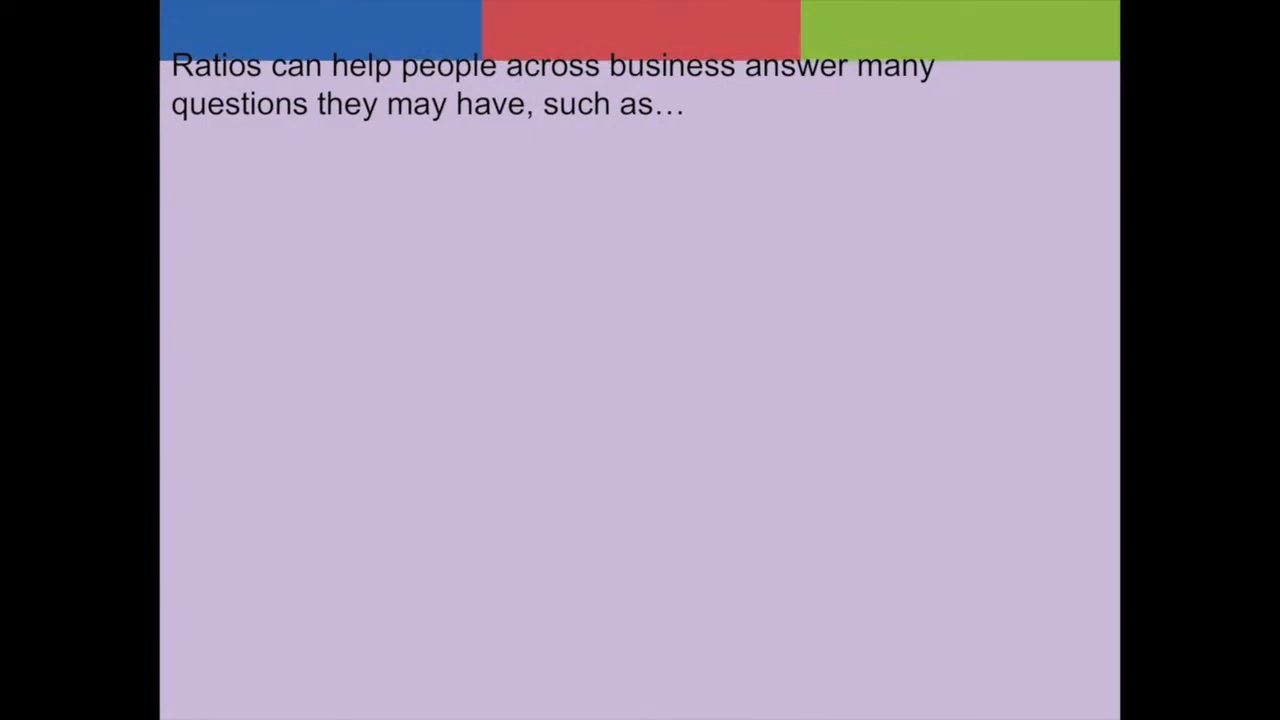 Ratios can help people across business answer many
questions they may have, such as…